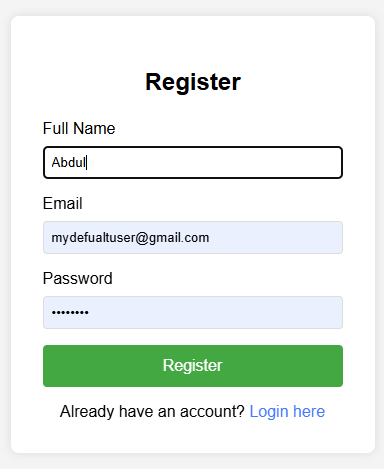 Register
Full Name
Abdul
Email
mydefualtuser@gmail.com
Password
••••••••
Register
Already have an account? Login here